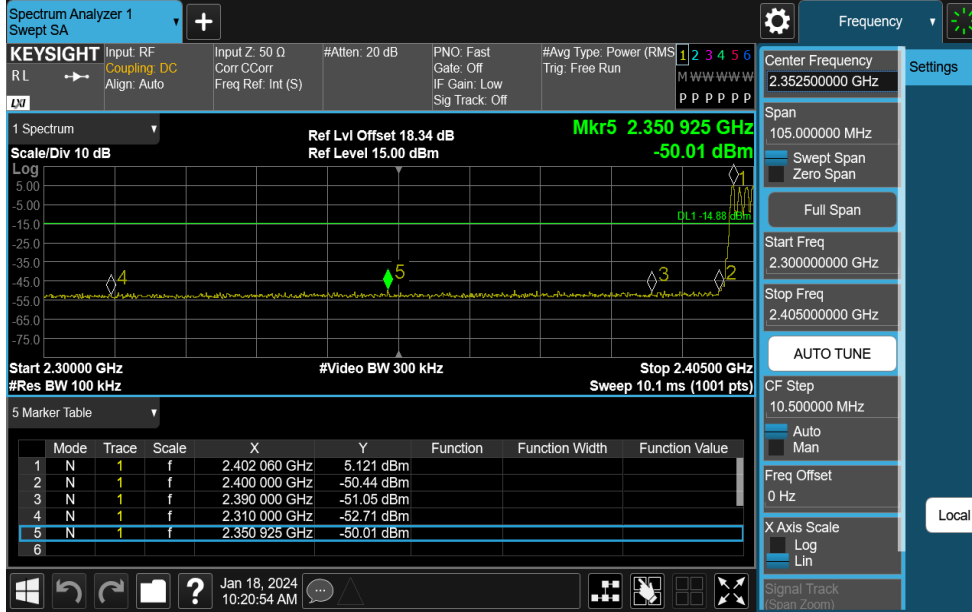 Spectrum Analyzer 1
Swept SA
Frequency
KEYSIGHT
R L
LXI
Input: RF
Coupling: DC
Align: Auto
Input Z: 50 Ω
Corr CCorr
Freq Ref: Int (S)
#Atten: 20 dB
PNO: Fast
Gate: Off
IF Gain: Low
Sig Track: Off
#Avg Type: Power (RMS
Trig: Free Run
1 2 3 4 5 6
M W W W W W
P P P P P P
1 Spectrum
Scale/Div 10 dB
Ref Lvl Offset 18.34 dB
Ref Level 15.00 dBm
Mkr5 2.350 925 GHz
-50.01 dBm
Log
5.00
-5.00
-15.0
-25.0
-35.0
-45.0
-55.0
-65.0
-75.0
1
DL1 -14.88 dBm
4
5
3
2
Start 2.30000 GHz
#Video BW 300 kHz
Stop 2.40500 GHz
#Res BW 100 kHz
Sweep 10.1 ms (1001 pts)
5 Marker Table
Mode Trace Scale X Y Function Function Width Function Value
1 N 1 f 2.402 060 GHz 5.121 dBm
2 N 1 f 2.400 000 GHz -50.44 dBm
3 N 1 f 2.390 000 GHz -51.05 dBm
4 N 1 f 2.310 000 GHz -52.71 dBm
5 N 1 f 2.350 925 GHz -50.01 dBm
6
Jan 18, 2024
10:20:54 AM
Center Frequency
2.352500000 GHz
Settings
Span
105.000000 MHz
Swept Span
Zero Span
Full Span
Start Freq
2.300000000 GHz
Stop Freq
2.405000000 GHz
AUTO TUNE
CF Step
10.500000 MHz
Auto
Man
Freq Offset
0 Hz
Local
X Axis Scale
Log
Lin
Signal Track
(Span Zoom)